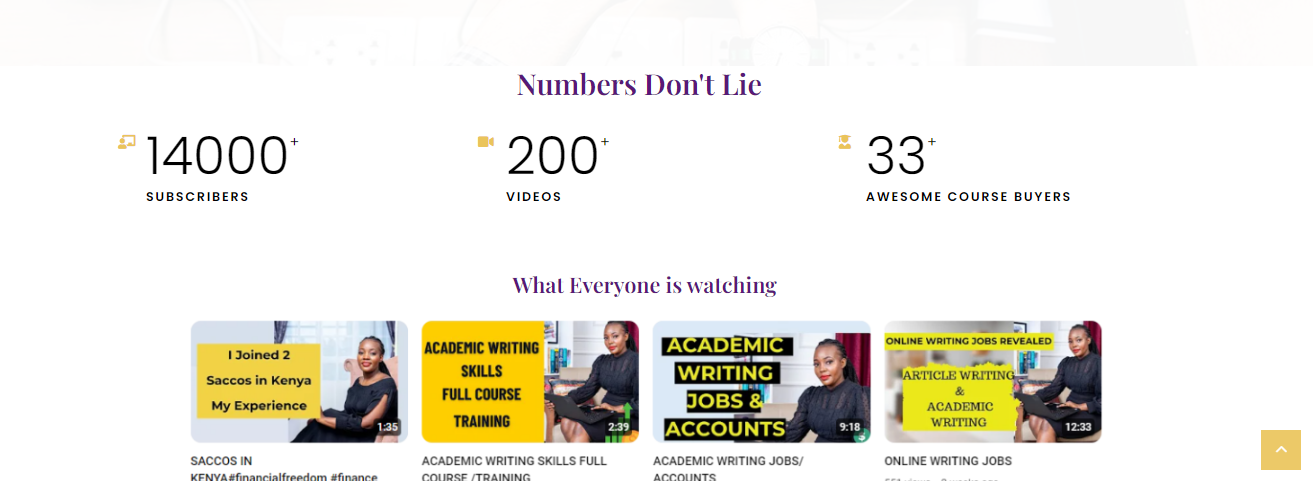 Numbers Don't Lie
14000+
SUBSCRIBERS
200+
VIDEOS
33+
AWESOME COURSE BUYERS
What Everyone is watching
I Joined 2
Saccos in Kenya
My Experience
1:35
ACADEMIC WRITING
SKILLS
FULL COURSE
TRAINING
2:39
ACADEMIC
WRITING
JOBS &
ACCOUNTS
9:18
ONLINE WRITING JOBS REVEALED
ARTICLE WRITING
&
ACADEMIC
WRITING
12:33
SACCOS IN
KENYA#financialfreedom #finance
ACADEMIC WRITING SKILLS FULL
COURSE /TRAINING
ACADEMIC WRITING JOBS/
ACCOUNTS
ONLINE WRITING JOBS